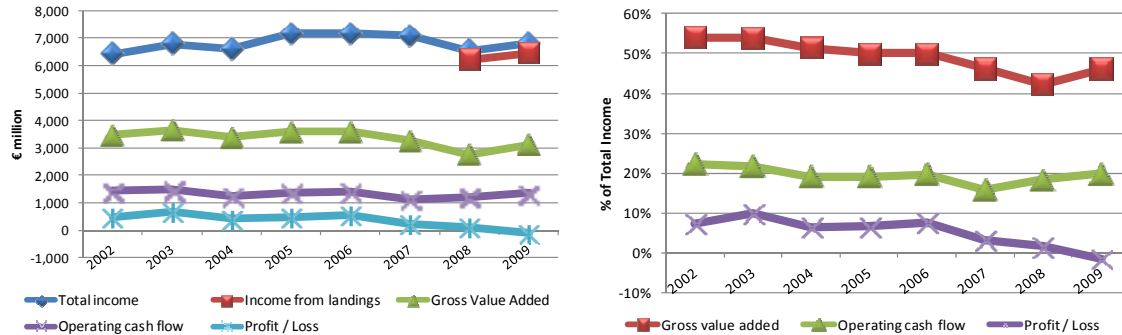 8,000
7,000
6,000
5,000
4,000
3,000
2,000
1,000
0
-1,000
€ million
2002 2003 2004 2005 2006 2007 2008 2009
Total income Income from landings Gross Value Added
Operating cash flow Profit / Loss
60%
50%
40%
30%
20%
10%
0%
-10%
% of Total Income
2002 2003 2004 2005 2006 2007 2008 2009
Gross value added Operating cash flow Profit / Loss